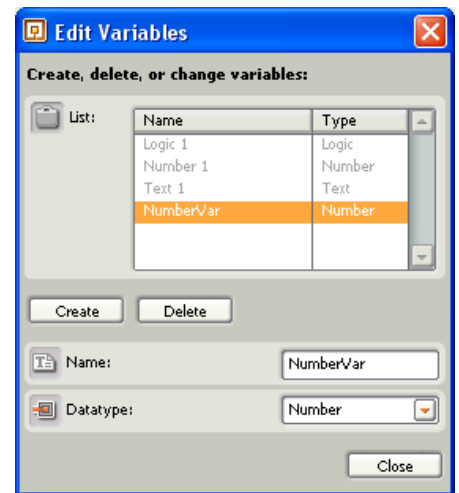 Edit Variables
Create, delete, or change variables:
List:
Name Type
Logic 1 Logic
Number 1 Number
Text 1 Text
NumberVar Number
Create Delete
Name: NumberVar
Datatype: Number
Close